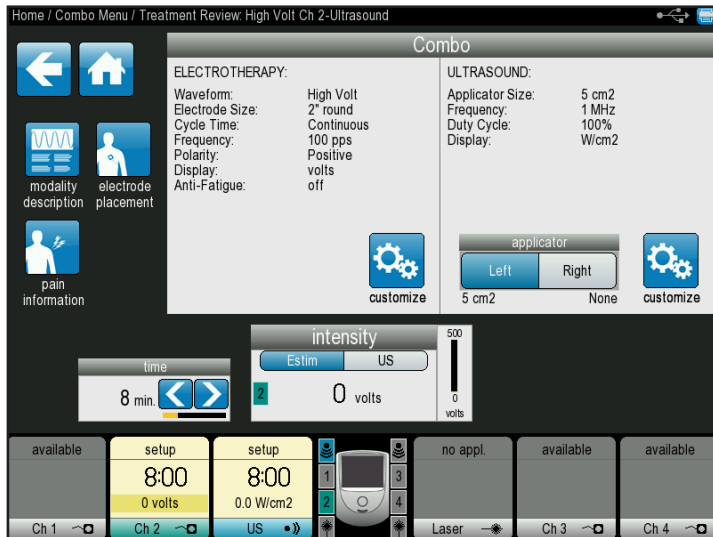 Home / Combo Menu / Treatment Review: High Volt Ch 2-Ultrasound
Combo
ELECTROTHERAPY:
Waveform: High Volt
Electrode Size: 2" round
Cycle Time: Continuous
Frequency: 100 pps
Polarity: Positive
Display: volts
Anti-Fatigue: off
ULTRASOUND:
Applicator Size: 5 cm2
Frequency: 1 MHz
Duty Cycle: 100%
Display: W/cm2
modality description
electrode placement
pain information
customize
applicator
Left Right
5 cm2 None
customize
time
8 min.
intensity
Estim US
2 0 volts
500
0
volts
available
Ch 1
setup
8:00
0 volts
Ch 2
setup
8:00
0.0 W/cm2
US
1 3
2 4
no appl.
Laser
available
Ch 3
available
Ch 4